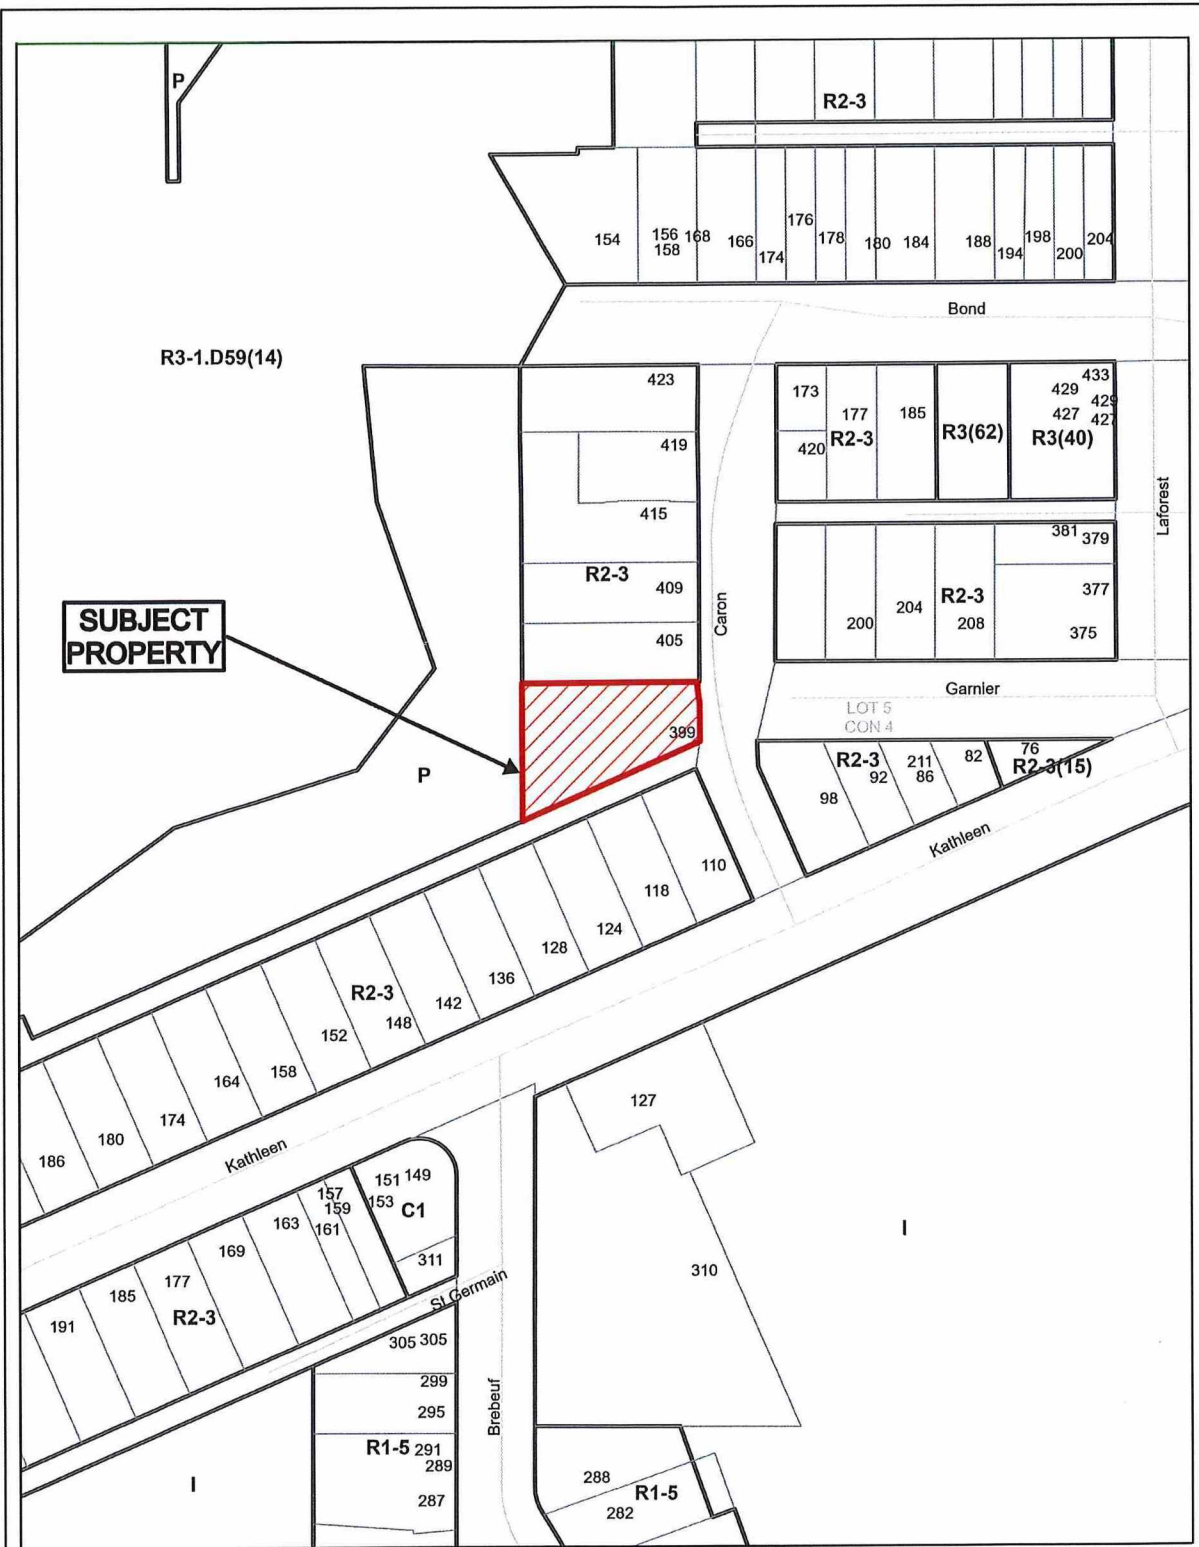 P
R2-3
154
156
158
168
166
174
176
178
180
184
188
194
198
200
204
Bond
R3-1.D59(14)
423
419
415
R2-3
409
405
399
173
177
185
420
R2-3
R3(62)
433
429
429
427
427
R3(40)
Laforest
Caron
381
379
377
375
200
204
R2-3
208
Garnier
LOT 5
CON 4
SUBJECT
PROPERTY
P
R2-3
98
92
211
86
82
76
R2-3(15)
Kathleen
110
118
124
128
136
142
148
R2-3
152
158
164
174
180
186
Kathleen
127
310
I
151
149
153
C1
311
157
159
161
163
169
177
185
191
R2-3
St Germain
305
305
299
295
R1-5
291
289
287
Brebeuf
I
288
R1-5
282